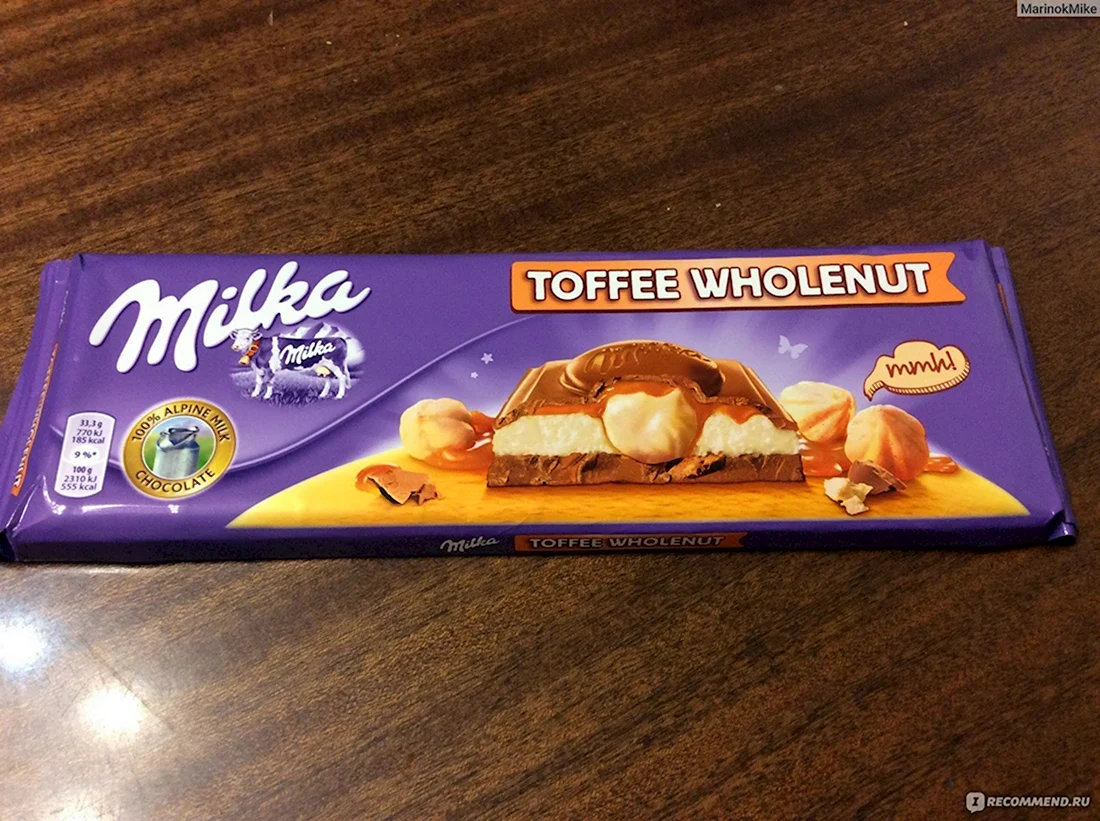 MarinokMike
Milka
TOFFEE WHOLENUT
Milka
mmh!
33,3 g
770 kJ
185 kcal
9 %*
100 g
2310 kJ
555 kcal
100% ALPINE MILK
CHOCOLATE
Milka TOFFEE WHOLENUT
I RECOMMEND.RU